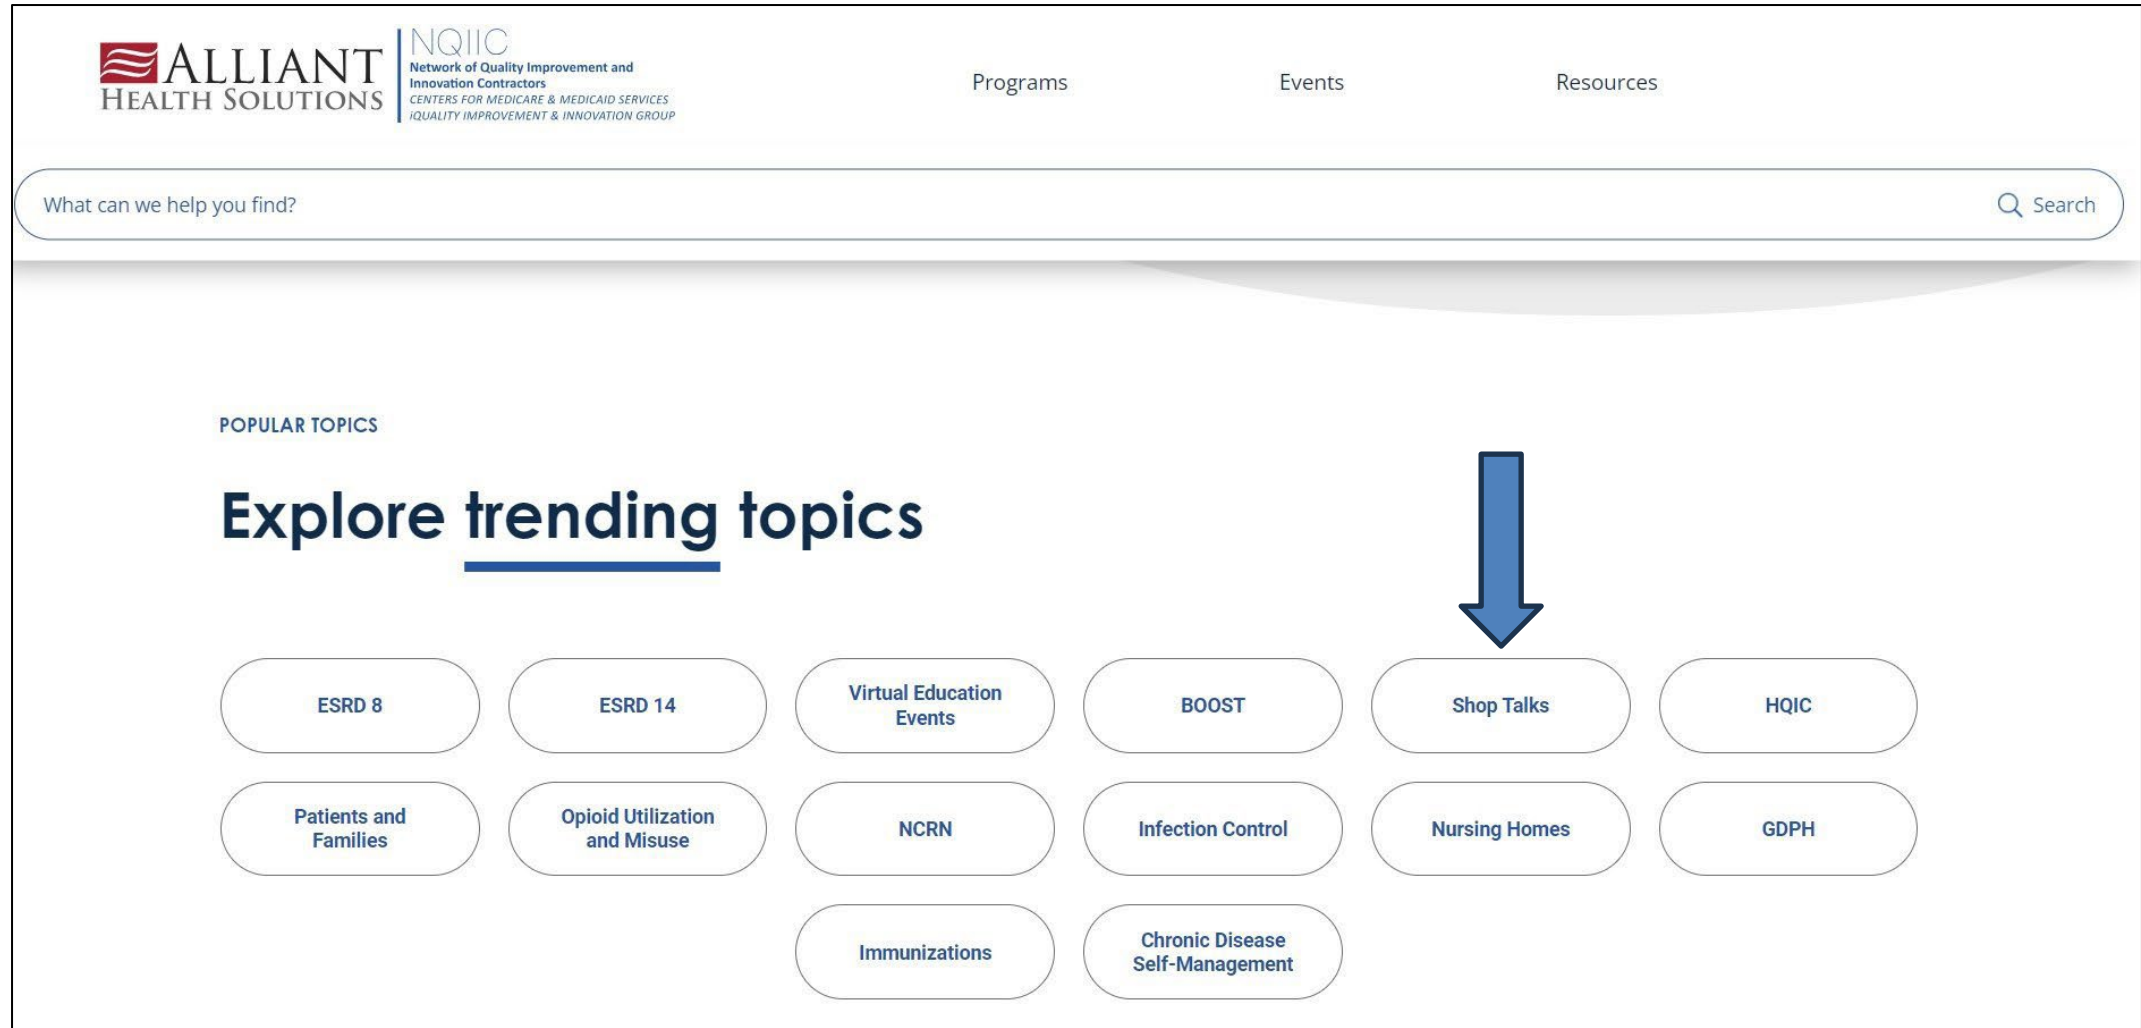 ALLIANT
HEALTH SOLUTIONS
NQIIC
Network of Quality Improvement and
Innovation Contractors
CENTERS FOR MEDICARE & MEDICAID SERVICES
iQUALITY IMPROVEMENT & INNOVATION GROUP
Programs
Events
Resources
What can we help you find?
Search
POPULAR TOPICS
Explore trending topics
ESRD 8
ESRD 14
Virtual Education
Events
BOOST
Shop Talks
HQIC
Patients and
Families
Opioid Utilization
and Misuse
NCRN
Infection Control
Nursing Homes
GDPH
Immunizations
Chronic Disease
Self-Management